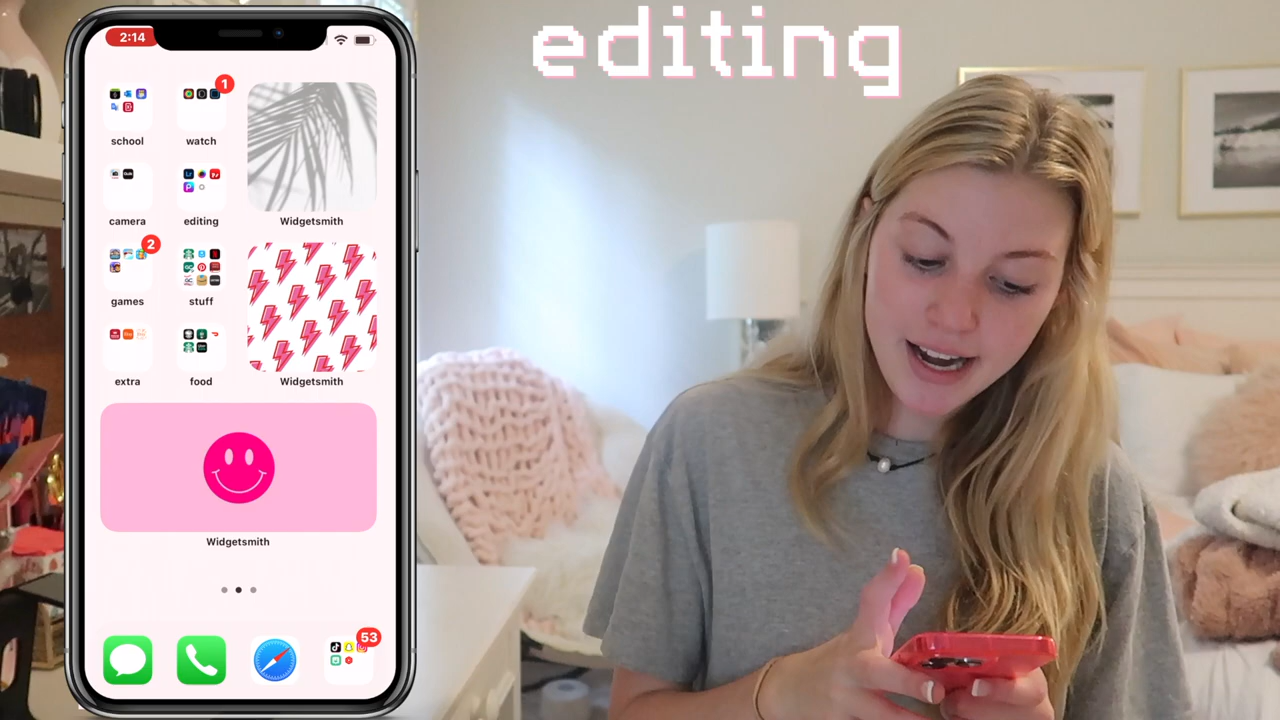 editing
2:14
1
school
watch
camera
editing
Widgetsmith
2
games
stuff
extra
food
Widgetsmith
Widgetsmith
53